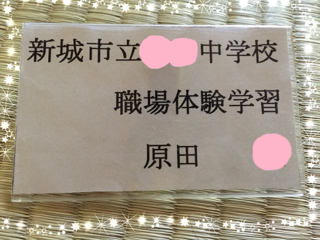 新城市立 中学校
職場体験学習
原田